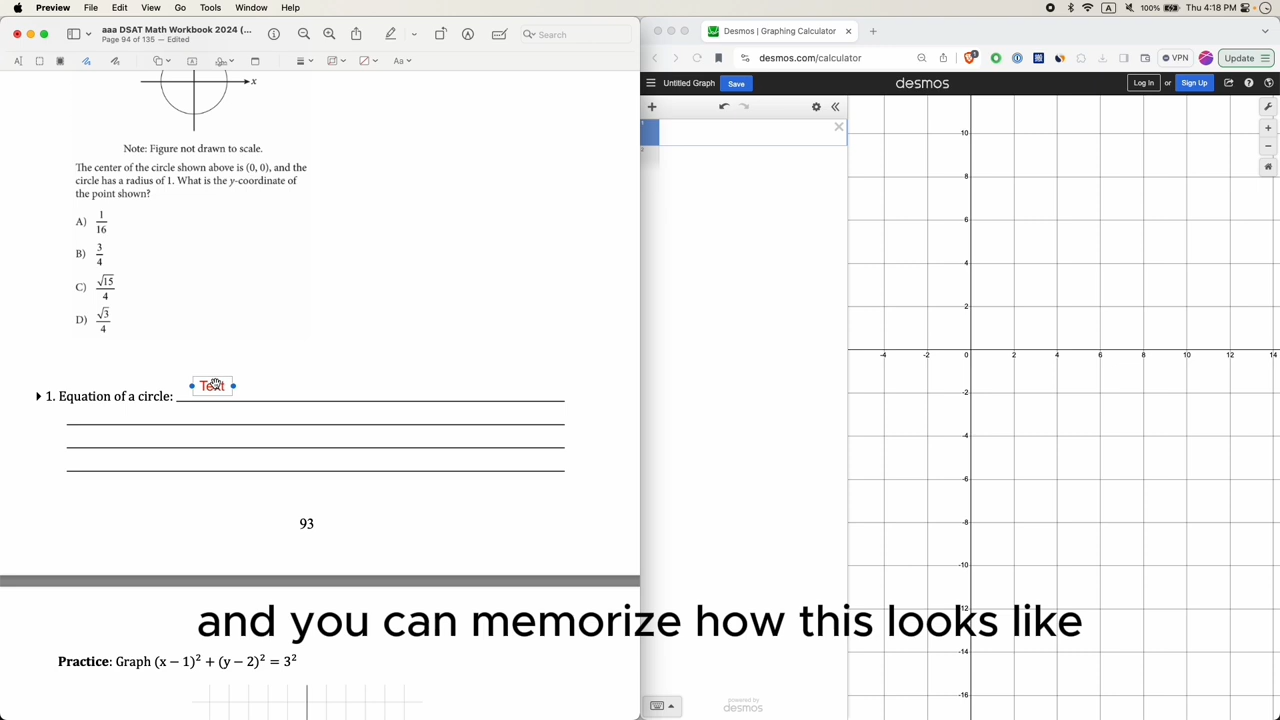 Preview File Edit View Go Tools Window Help
100% Thu 4:18 PM
aaa DSAT Math Workbook 2024 (...
Page 94 of 135 — Edited
Search
Aa
x
Note: Figure not drawn to scale.
The center of the circle shown above is (0, 0), and the
circle has a radius of 1. What is the y-coordinate of
the point shown?
A) 1/16
B) 3/4
C) √15/4
D) √3/4
Text
1. Equation of a circle:
93
Practice: Graph (x − 1)² + (y − 2)² = 3²
Desmos | Graphing Calculator
desmos.com/calculator
VPN
Update
Untitled Graph
Save
desmos
Log In or Sign Up
10
8
6
4
2
-4 -2 0 2 4 6 8 10 12 14
-2
-4
-6
-8
-10
-12
-14
-16
powered by
desmos
and you can memorize how this looks like